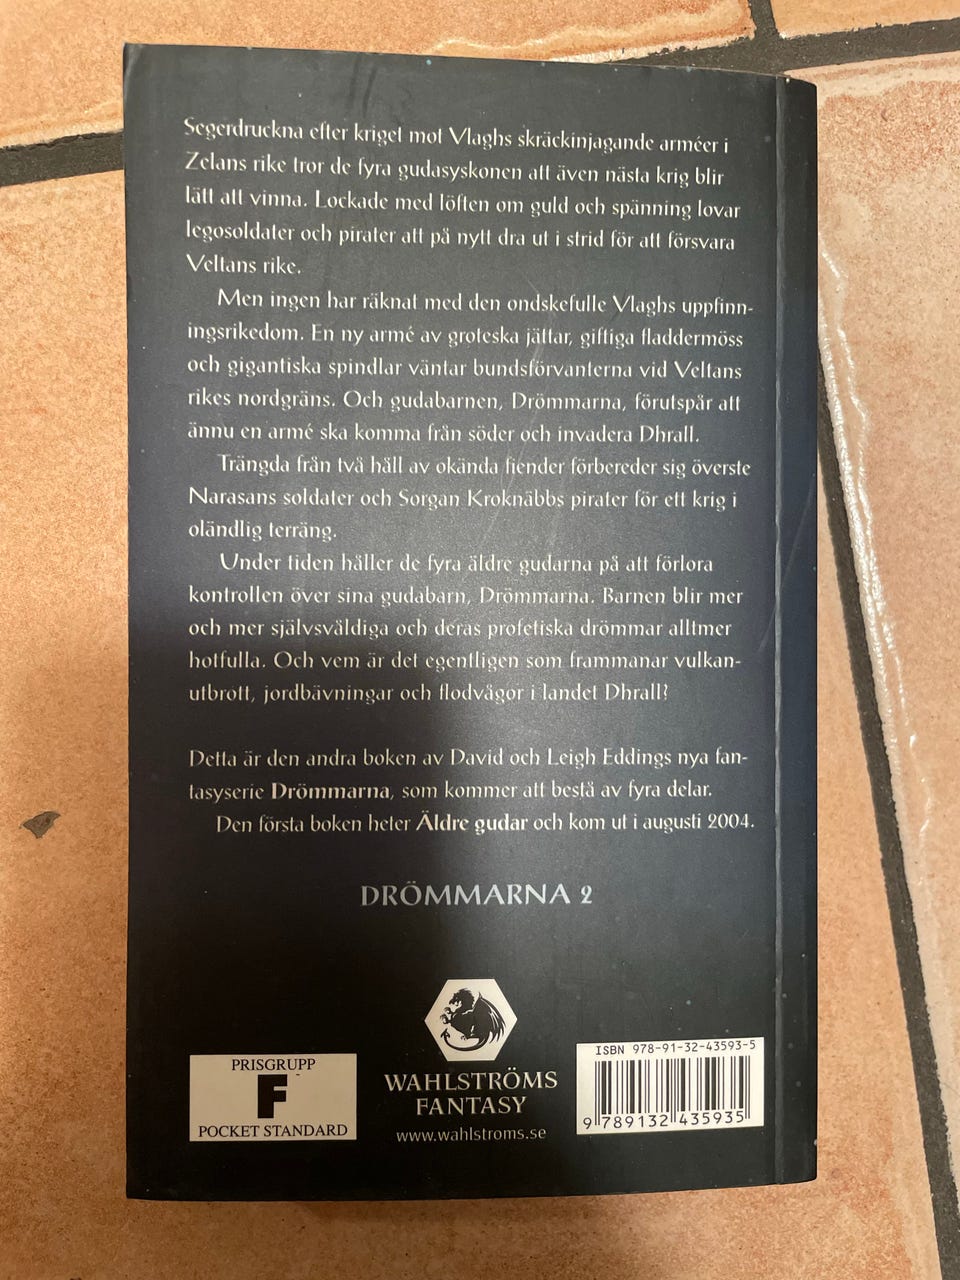 Segerdruckna efter kriget mot Vlaghs skräckinjagande arméer i
Zelans rike tror de fyra gudasyskonen att även nästa krig blir
lätt att vinna. Lockade med löften om guld och spänning lovar
legosoldater och pirater att på nytt dra ut i strid för att försvara
Veltans rike.
Men ingen har räknat med den ondskefulle Vlaghs uppfinn-
ingsrikedom. En ny armé av groteska jättar, giftiga fladdermöss
och gigantiska spindlar väntar bundsförvanterna vid Veltans
rikes nordgräns. Och gudabarnen, Drömmarna, förutspår att
ännu en armé ska komma från söder och invadera Dhrall.
Trängda från två håll av okända fiender förbereder sig överste
Narasans soldater och Sorgan Kroknäbbs pirater för ett krig i
oländlig terräng.
Under tiden håller de fyra äldre gudarna på att förlora
kontrollen över sina gudabarn, Drömmarna. Barnen blir mer
och mer självsväldiga och deras profetiska drömmar alltmer
hotfulla. Och vem är det egentligen som frammanar vulkan-
utbrott, jordbävningar och flodvågor i landet Dhrall?
Detta är den andra boken av David och Leigh Eddings nya fan-
tasyserie Drömmarna, som kommer att bestå av fyra delar.
Den första boken heter Äldre gudar och kom ut i augusti 2004.
DRÖMMARNA 2
PRISGRUPP
F
POCKET STANDARD
WAHLSTRÖMS
FANTASY
www.wahlstroms.se
ISBN 978-91-32-43593-5
9 789132 435935